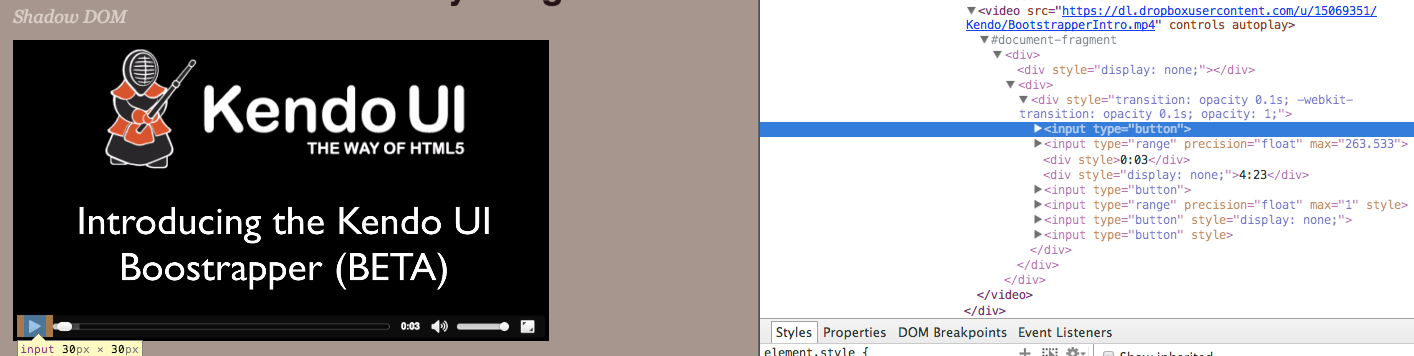 Shadow DOM
Kendo UI
THE WAY OF HTML5
Introducing the Kendo UI
Boostrapper (BETA)
0:03
input 30px × 30px
<video src="https://dl.dropboxusercontent.com/u/15069351/
Kendo/BootstrapperIntro.mp4" controls autoplay>
#document-fragment
<div>
<div style="display: none;"></div>
<div>
<div style="transition: opacity 0.1s; -webkit-
transition: opacity 0.1s; opacity: 1;">
<input type="button">
<input type="range" precision="float" max="263.533">
<div style>0:03</div>
<div style="display: none;">4:23</div>
<input type="button">
<input type="range" precision="float" max="1" style>
<input type="button" style="display: none;">
<input type="button" style>
</div>
</div>
</div>
</video>
</div>
Styles Properties DOM Breakpoints Event Listeners
element.style {
Show inherited